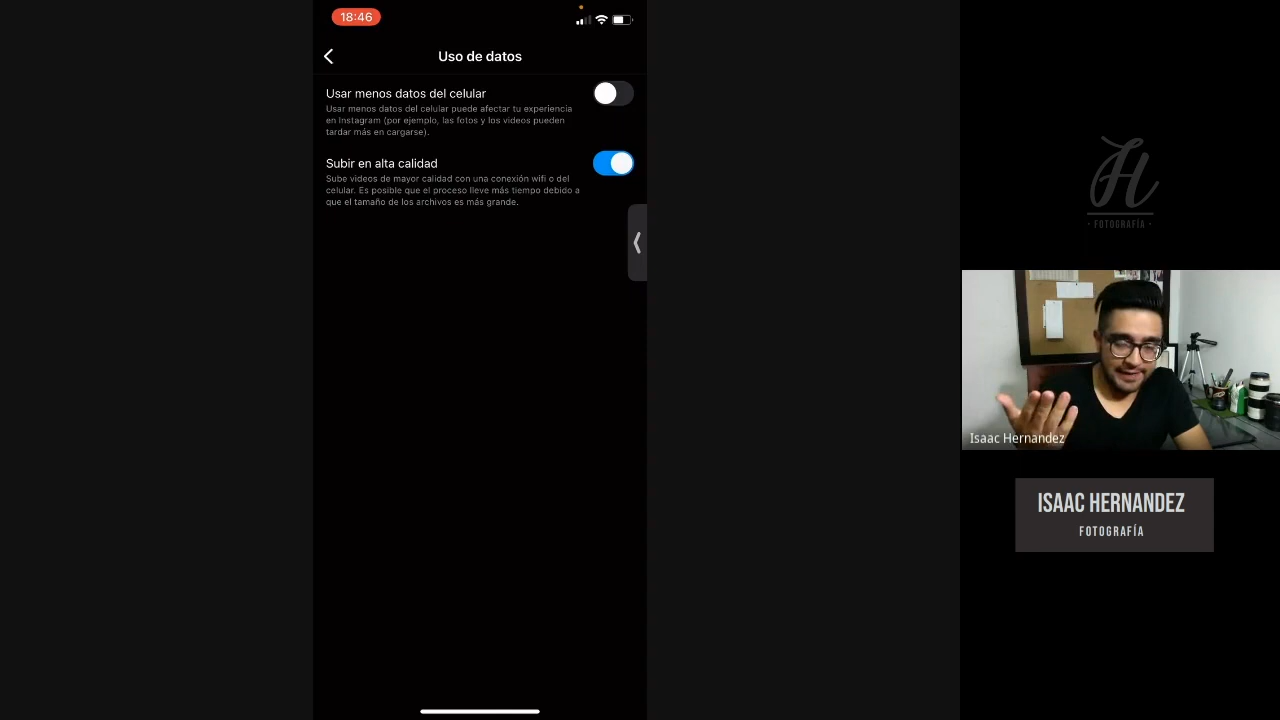 18:46
Uso de datos
Usar menos datos del celular
Usar menos datos del celular puede afectar tu experiencia
en Instagram (por ejemplo, las fotos y los videos pueden
tardar más en cargarse).
Subir en alta calidad
Sube videos de mayor calidad con una conexión wifi o del
celular. Es posible que el proceso lleve más tiempo debido a
que el tamaño de los archivos es más grande.
H
· FOTOGRAFÍA ·
Isaac Hernandez
ISAAC HERNANDEZ
FOTOGRAFÍA